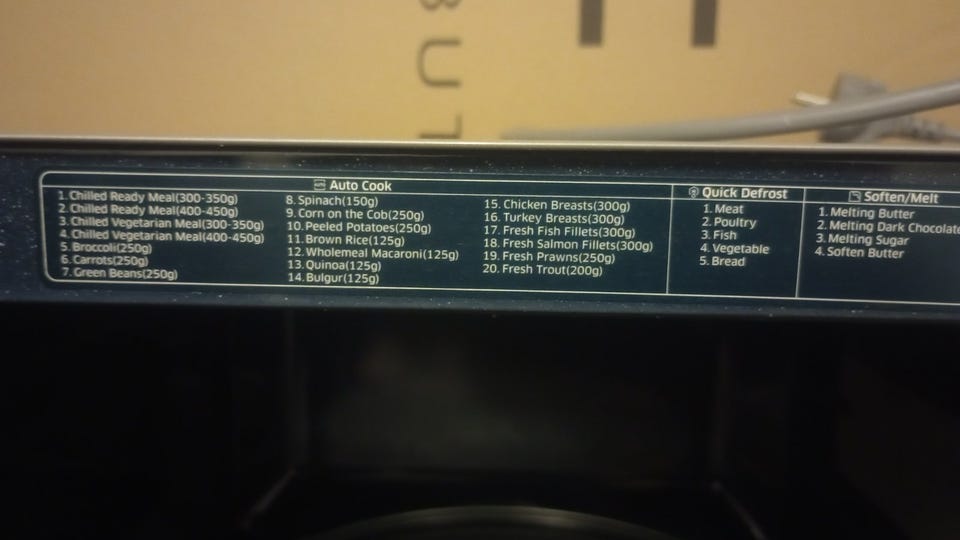 BUT
Auto Cook
1. Chilled Ready Meal(300-350g)
2. Chilled Ready Meal(400-450g)
3. Chilled Vegetarian Meal(300-350g)
4. Chilled Vegetarian Meal(400-450g)
5. Broccoli(250g)
6. Carrots(250g)
7. Green Beans(250g)
8. Spinach(150g)
9. Corn on the Cob(250g)
10. Peeled Potatoes(250g)
11. Brown Rice(125g)
12. Wholemeal Macaroni(125g)
13. Quinoa(125g)
14. Bulgur(125g)
15. Chicken Breasts(300g)
16. Turkey Breasts(300g)
17. Fresh Fish Fillets(300g)
18. Fresh Salmon Fillets(300g)
19. Fresh Prawns(250g)
20. Fresh Trout(200g)
Quick Defrost
1. Meat
2. Poultry
3. Fish
4. Vegetable
5. Bread
Soften/Melt
1. Melting Butter
2. Melting Dark Chocolate
3. Melting Sugar
4. Soften Butter